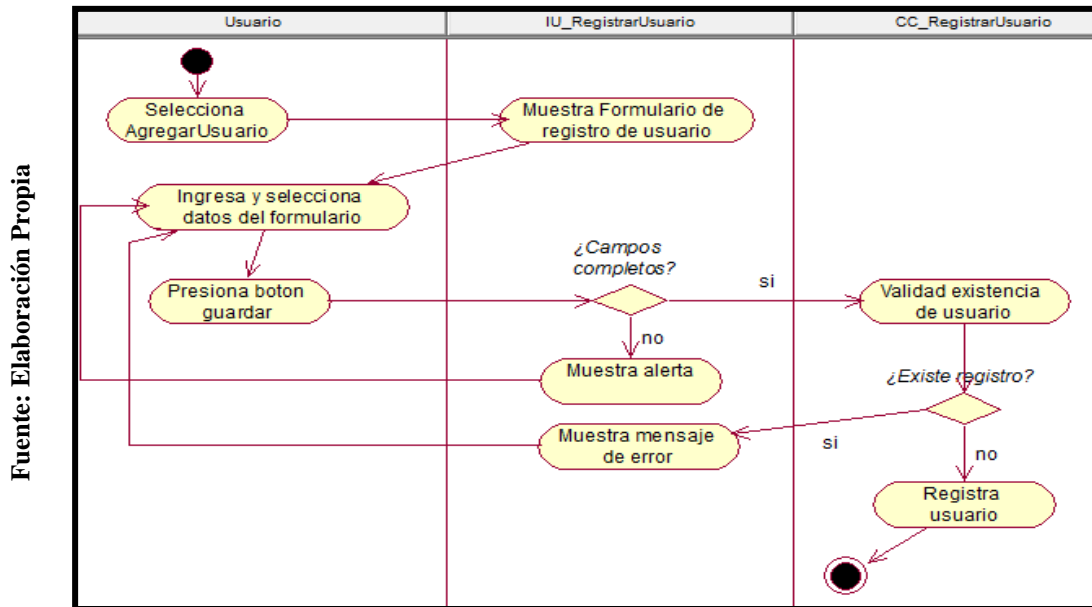 Usuario
IU_RegistrarUsuario
CC_RegistrarUsuario
Selecciona
AgregarUsuario
Muestra Formulario de
registro de usuario
Ingresa y selecciona
datos del formulario
¿Campos
completos?
Presiona boton
guardar
si
Validad existencia
de usuario
no
Muestra alerta
¿Existe registro?
Muestra mensaje
de error
si
no
Registra
usuario
Fuente: Elaboración Propia